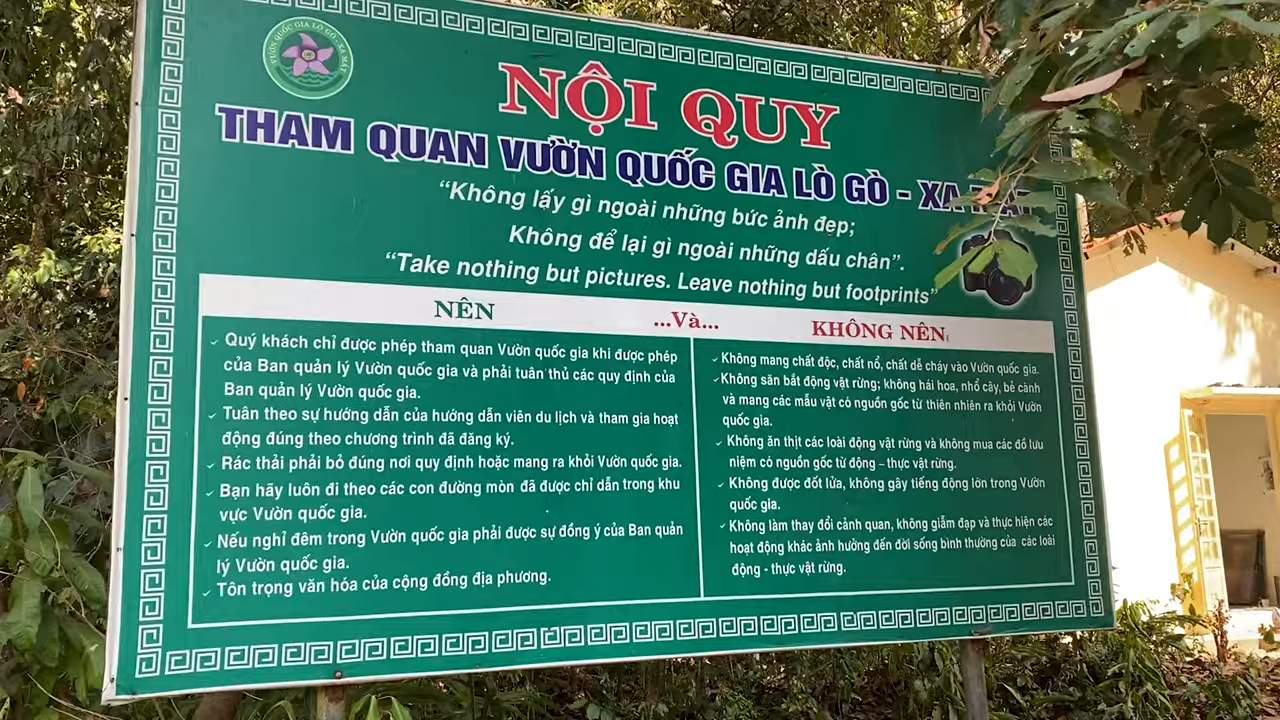 VƯỜN QUỐC GIA LÒ GÒ - XA MÁT
NỘI QUY
THAM QUAN VƯỜN QUỐC GIA LÒ GÒ - XA MÁT
“Không lấy gì ngoài những bức ảnh đẹp;
Không để lại gì ngoài những dấu chân”.
“Take nothing but pictures. Leave nothing but footprints”
NÊN ...Và... KHÔNG NÊN
Quý khách chỉ được phép tham quan Vườn quốc gia khi được phép
của Ban quản lý Vườn quốc gia và phải tuân thủ các quy định của
Ban quản lý Vườn quốc gia.
Tuân theo sự hướng dẫn của hướng dẫn viên du lịch và tham gia hoạt
động đúng theo chương trình đã đăng ký.
Rác thải phải bỏ đúng nơi quy định hoặc mang ra khỏi Vườn quốc gia.
Bạn hãy luôn đi theo các con đường mòn đã được chỉ dẫn trong khu
vực Vườn quốc gia.
Nếu nghỉ đêm trong Vườn quốc gia phải được sự đồng ý của Ban quản
lý Vườn quốc gia.
Tôn trọng văn hóa của cộng đồng địa phương.
Không mang chất độc, chất nổ, chất dễ cháy vào Vườn quốc gia.
Không săn bắt động vật rừng; không hái hoa, nhổ cây, bẻ cành
và mang các mẫu vật có nguồn gốc từ thiên nhiên ra khỏi Vườn
quốc gia.
Không ăn thịt các loài động vật rừng và không mua các đồ lưu
niệm có nguồn gốc từ động – thực vật rừng.
Không được đốt lửa, không gây tiếng động lớn trong Vườn
quốc gia.
Không làm thay đổi cảnh quan, không giẫm đạp và thực hiện các
hoạt động khác ảnh hưởng đến đời sống bình thường của các loài
động - thực vật rừng.